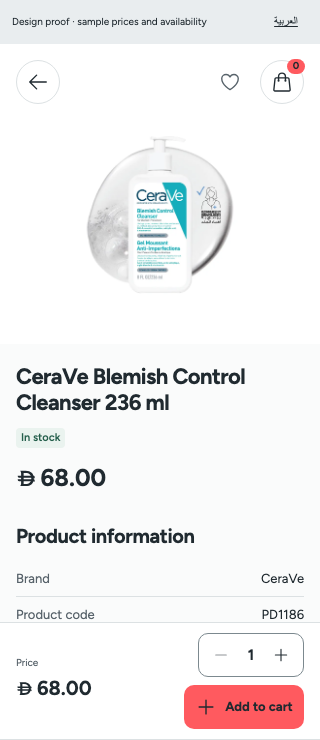 Design proof · sample prices and availability
العربية
0
CeraVe
Blemish Control
Cleanser
Gel Moussant
Anti-imperfections
CeraVe Blemish Control
Cleanser 236 ml
In stock
68.00
Product information
Brand
CeraVe
Product code
PD1186
Price
68.00
1
Add to cart